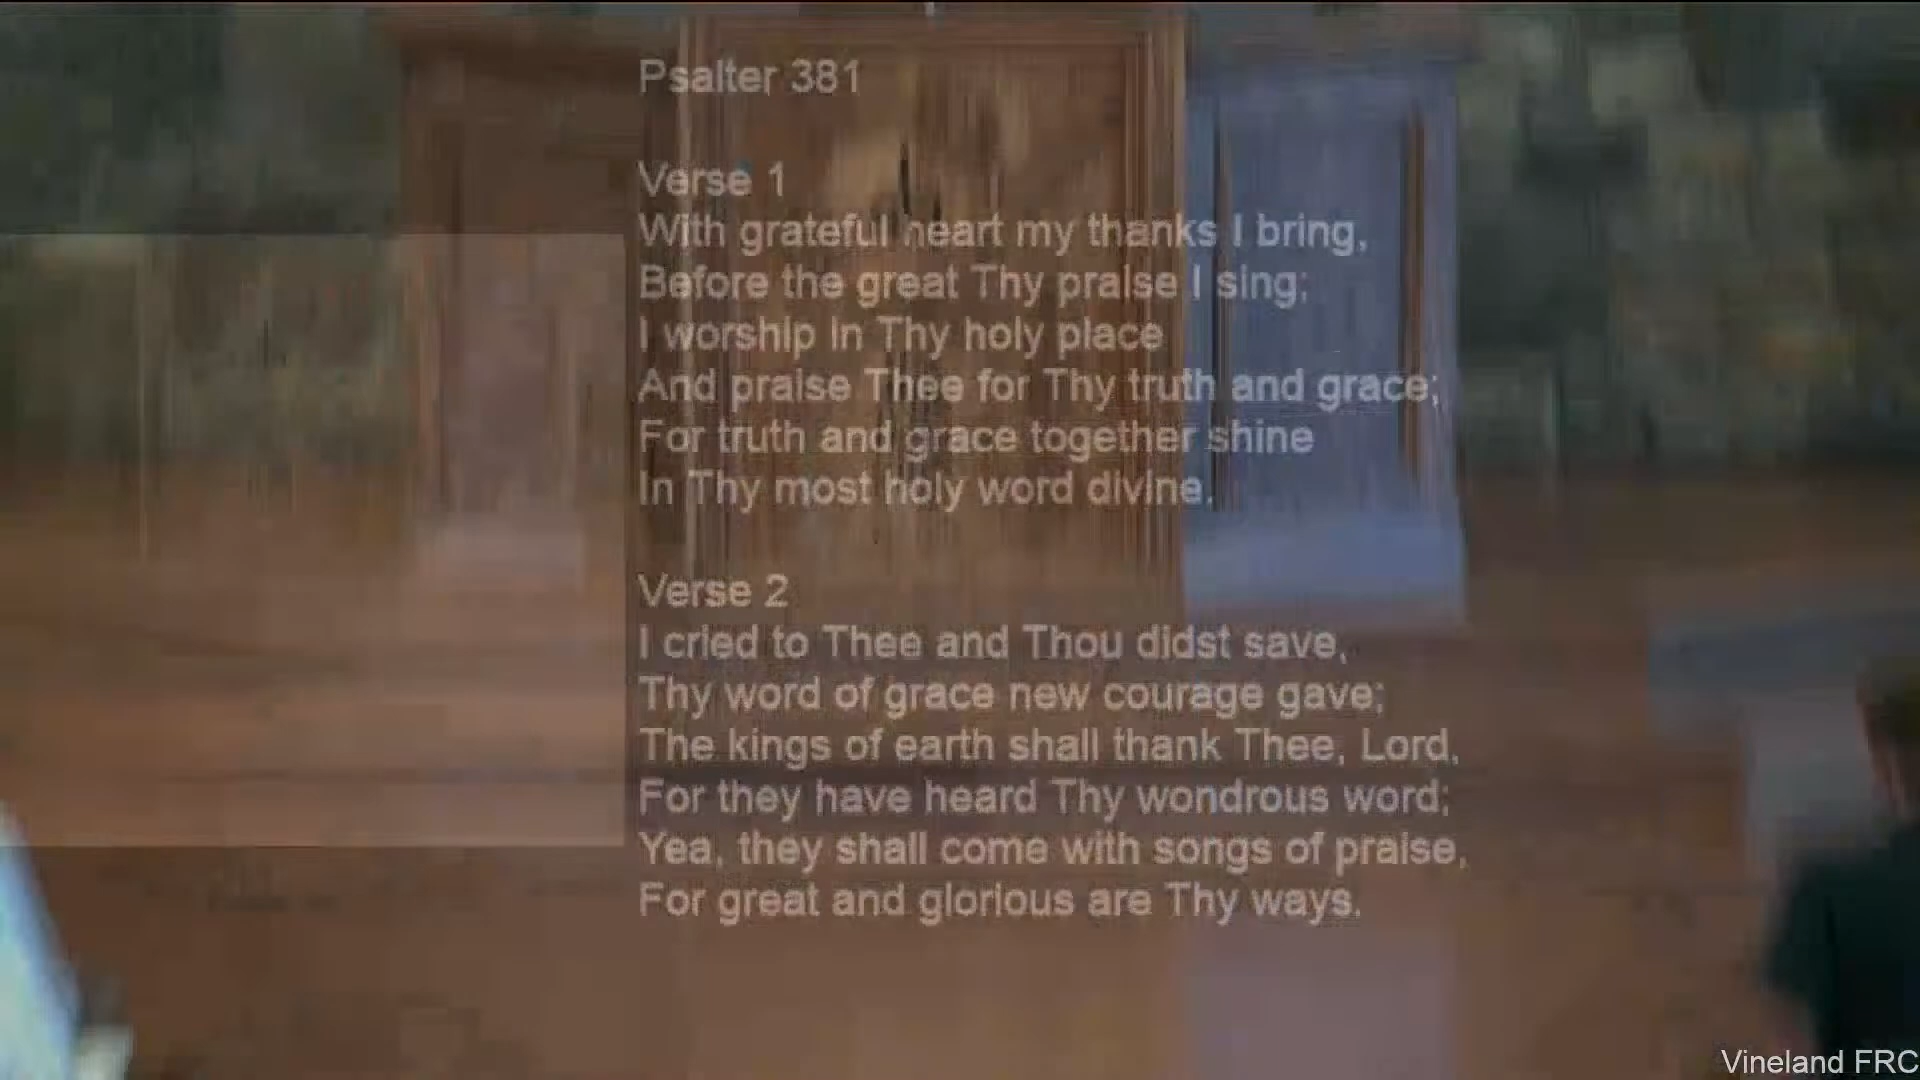 Psalter 381
Verse 1
With grateful heart my thanks I bring,
Before the great Thy praise I sing;
I worship in Thy holy place
And praise Thee for Thy truth and grace;
For truth and grace together shine
In Thy most holy word divine.
Verse 2
I cried to Thee and Thou didst save,
Thy word of grace new courage gave;
The kings of earth shall thank Thee, Lord,
For they have heard Thy wondrous word;
Yea, they shall come with songs of praise,
For great and glorious are Thy ways.
Vineland FRC